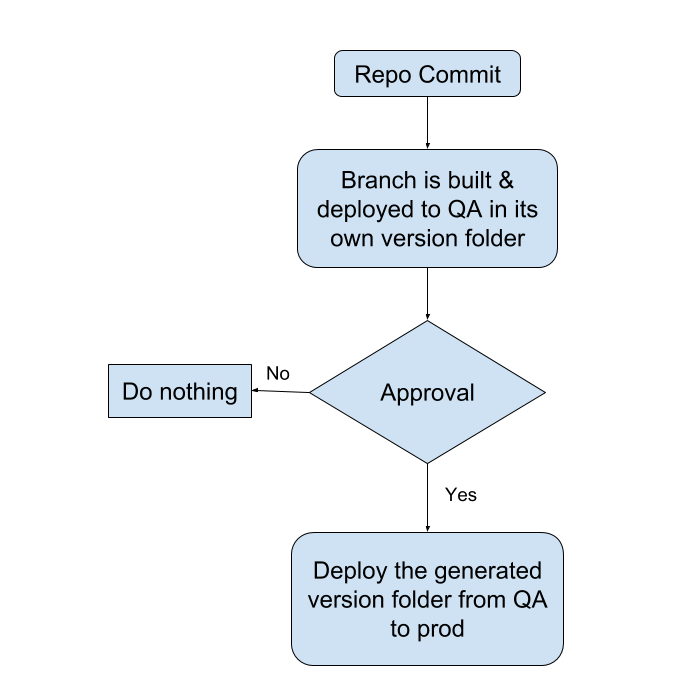 Repo Commit
Branch is built &
deployed to QA in its
own version folder
Approval
No
Do nothing
Yes
Deploy the generated
version folder from QA
to prod